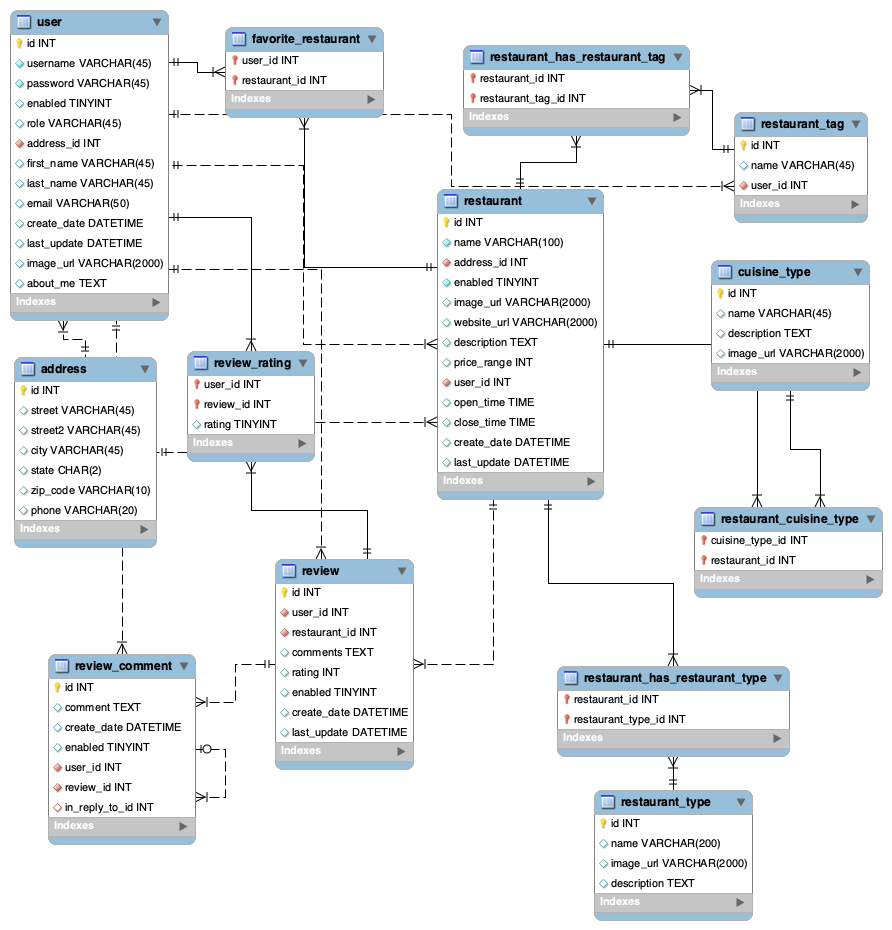 user
id INT
username VARCHAR(45)
password VARCHAR(45)
enabled TINYINT
role VARCHAR(45)
address_id INT
first_name VARCHAR(45)
last_name VARCHAR(45)
email VARCHAR(50)
create_date DATETIME
last_update DATETIME
image_url VARCHAR(2000)
about_me TEXT
Indexes
favorite_restaurant
user_id INT
restaurant_id INT
Indexes
restaurant_has_restaurant_tag
restaurant_id INT
restaurant_tag_id INT
Indexes
restaurant_tag
id INT
name VARCHAR(45)
user_id INT
Indexes
restaurant
id INT
name VARCHAR(100)
address_id INT
enabled TINYINT
image_url VARCHAR(2000)
website_url VARCHAR(2000)
description TEXT
price_range INT
user_id INT
open_time TIME
close_time TIME
create_date DATETIME
last_update DATETIME
Indexes
cuisine_type
id INT
name VARCHAR(45)
description TEXT
image_url VARCHAR(2000)
Indexes
address
id INT
street VARCHAR(45)
street2 VARCHAR(45)
city VARCHAR(45)
state CHAR(2)
zip_code VARCHAR(10)
phone VARCHAR(20)
Indexes
review_rating
user_id INT
review_id INT
rating TINYINT
Indexes
restaurant_cuisine_type
cuisine_type_id INT
restaurant_id INT
Indexes
review
id INT
user_id INT
restaurant_id INT
comments TEXT
rating INT
enabled TINYINT
create_date DATETIME
last_update DATETIME
Indexes
review_comment
id INT
comment TEXT
create_date DATETIME
enabled TINYINT
user_id INT
review_id INT
in_reply_to_id INT
Indexes
restaurant_has_restaurant_type
restaurant_id INT
restaurant_type_id INT
Indexes
restaurant_type
id INT
name VARCHAR(200)
image_url VARCHAR(2000)
description TEXT
Indexes